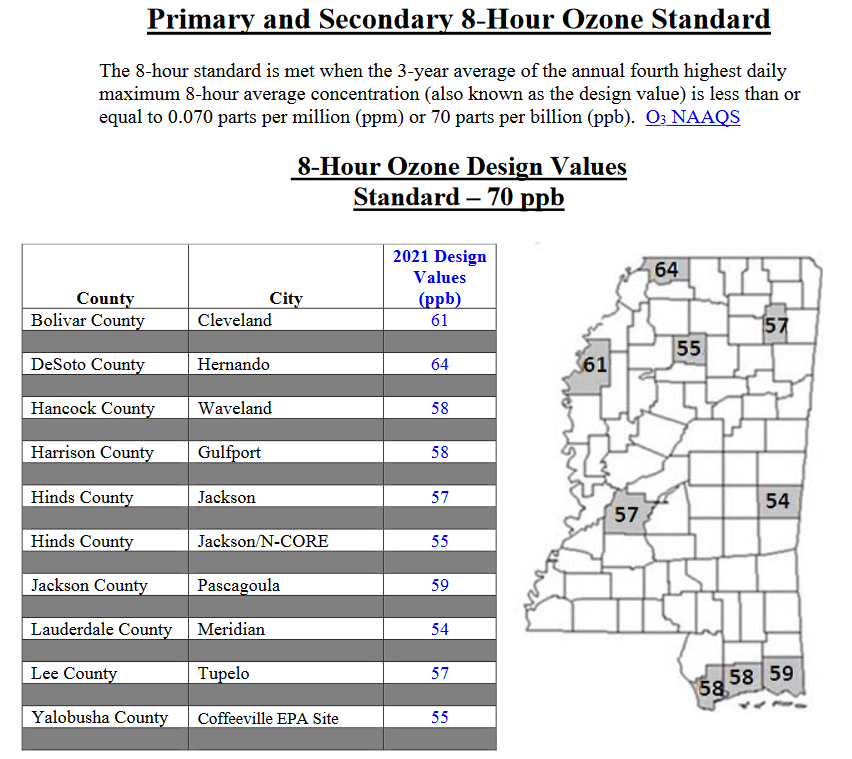 Primary and Secondary 8-Hour Ozone Standard
The 8-hour standard is met when the 3-year average of the annual fourth highest daily
maximum 8-hour average concentration (also known as the design value) is less than or
equal to 0.070 parts per million (ppm) or 70 parts per billion (ppb). O3 NAAQS
8-Hour Ozone Design Values
Standard – 70 ppb
County City 2021 Design Values (ppb)
Bolivar County Cleveland 61
DeSoto County Hernando 64
Hancock County Waveland 58
Harrison County Gulfport 58
Hinds County Jackson 57
Hinds County Jackson/N-CORE 55
Jackson County Pascagoula 59
Lauderdale County Meridian 54
Lee County Tupelo 57
Yalobusha County Coffeeville EPA Site 55
64
57
55
61
54
57
58 58 59